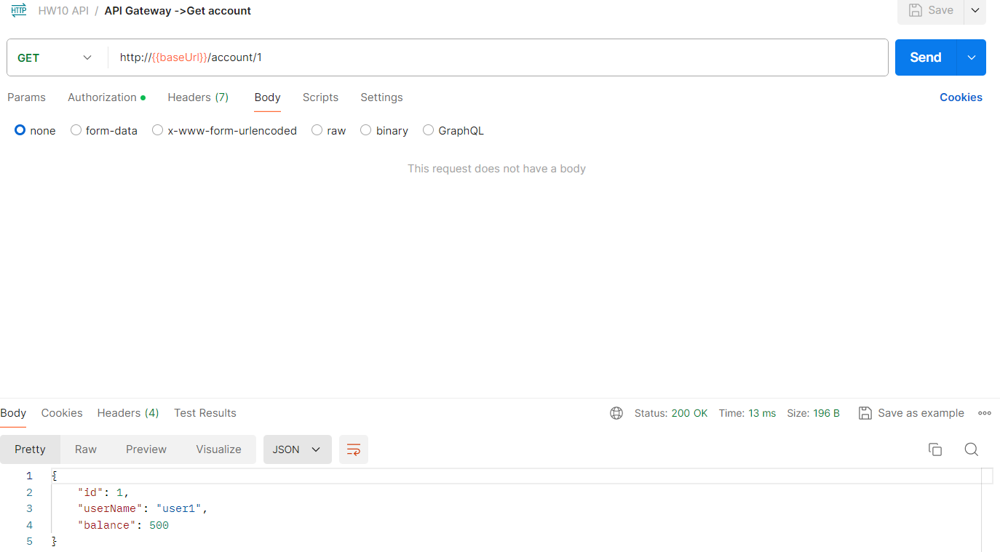 HTTP HW10 API / API Gateway ->Get account Save
GET http://{{baseUrl}}/account/1 Send
Params Authorization Headers (7) Body Scripts Settings Cookies
none form-data x-www-form-urlencoded raw binary GraphQL
This request does not have a body
Body Cookies Headers (4) Test Results Status: 200 OK Time: 13 ms Size: 196 B Save as example
Pretty Raw Preview Visualize JSON
1 {
2 "id": 1,
3 "userName": "user1",
4 "balance": 500
5 }